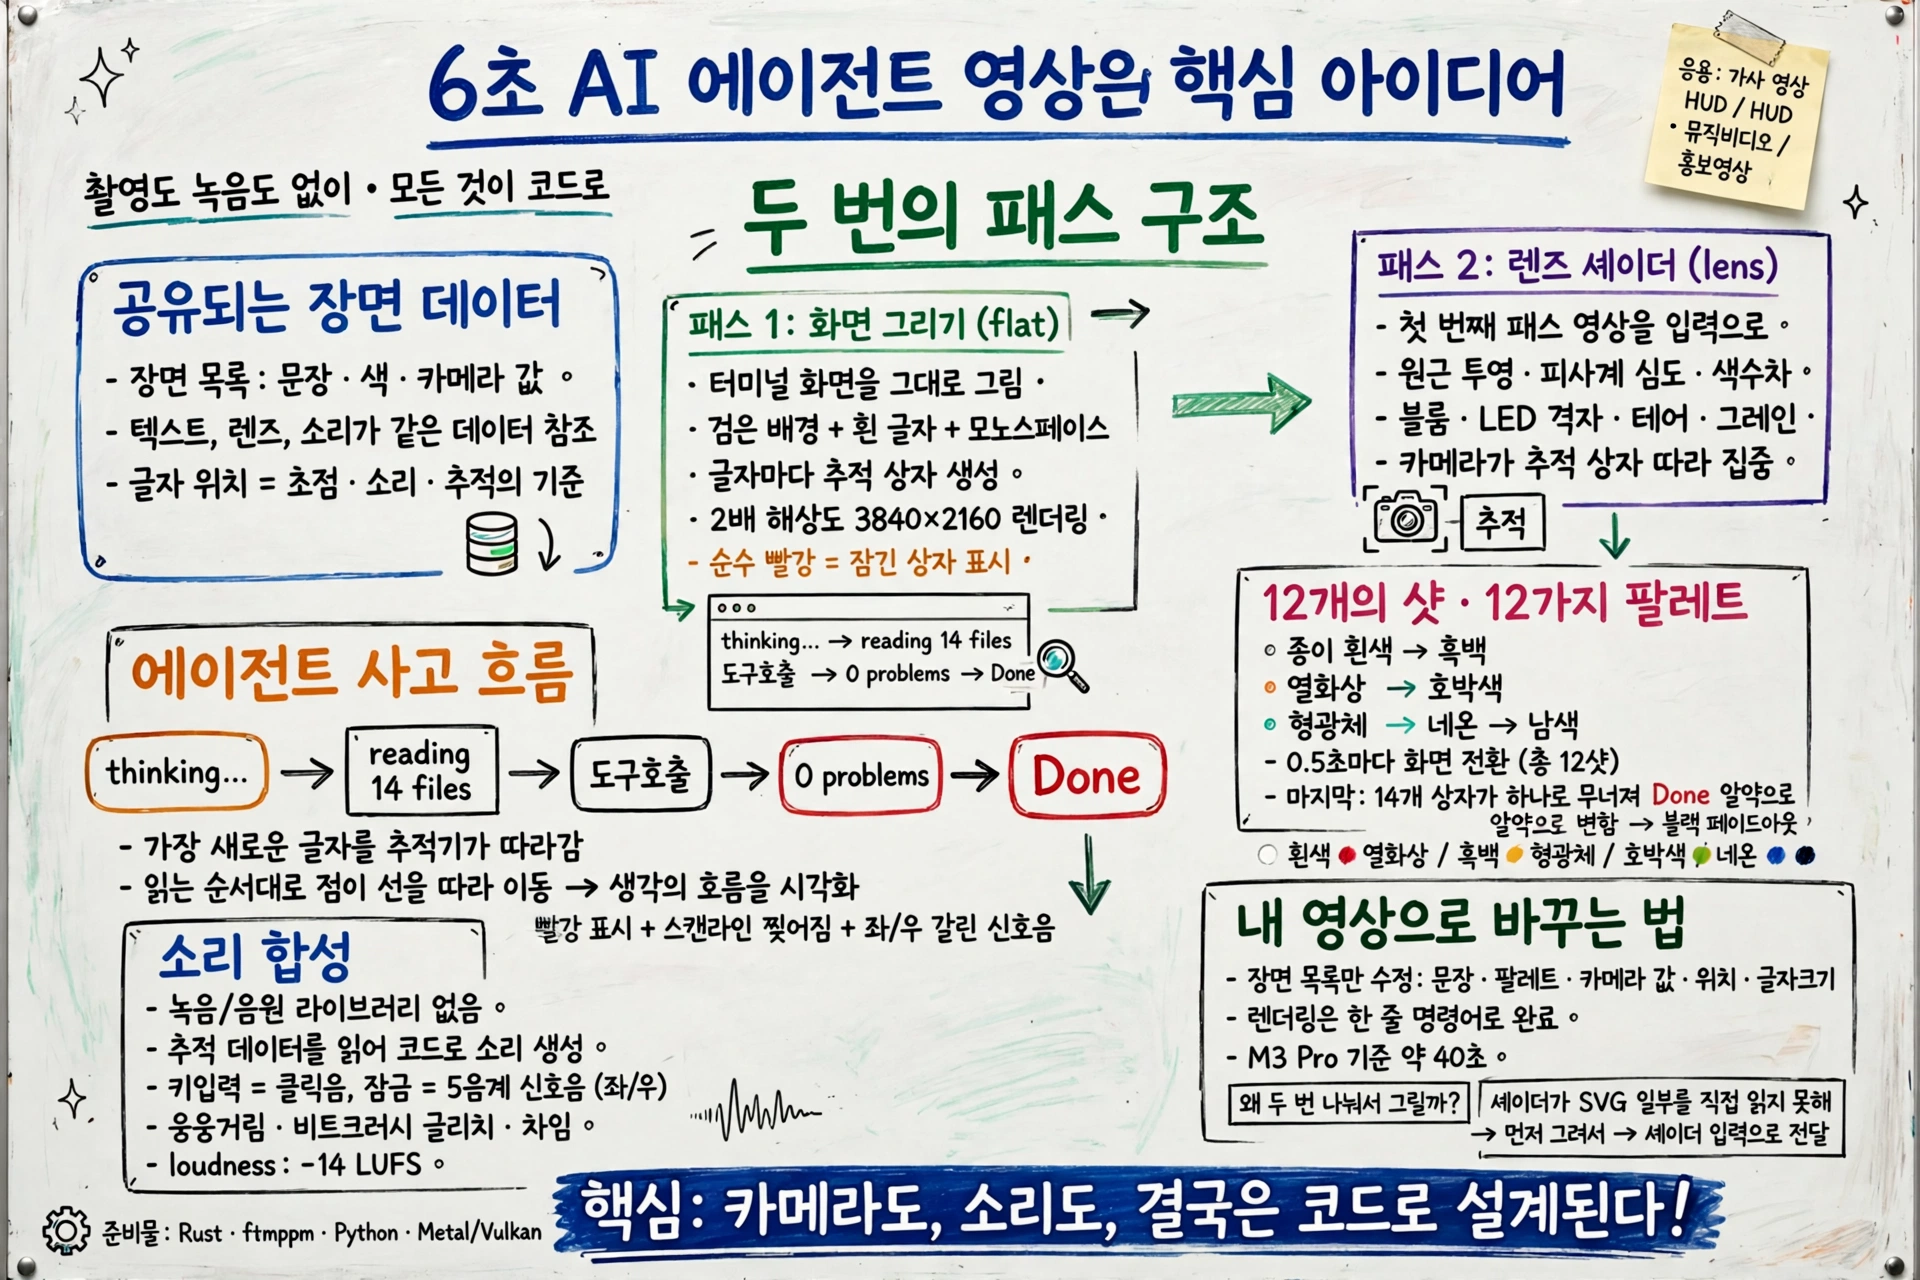 6초 AI 에이전트 영상은 핵심 아이디어
응용: 가사 영상
HUD / HUD
• 뮤직비디오 /
홍보영상
촬영도 녹음도 없이 • 모든 것이 코드로
두 번의 패스 구조
공유되는 장면 데이터
- 장면 목록: 문장 · 색 · 카메라 값
- 텍스트, 렌즈, 소리가 같은 데이터 참조
- 글자 위치 = 초점 · 소리 · 추적의 기준
패스 1: 화면 그리기 (flat)
· 터미널 화면을 그대로 그림 ·
· 검은 배경 + 흰 글자 + 모노스페이스
· 글자마다 추적 상자 생성 。
· 2배 해상도 3840×2160 렌더링 ·
- 순수 빨강 = 잠긴 상자 표시 ·
thinking... → reading 14 files
도구호출 → 0 problems → Done
패스 2: 렌즈 셰이더 (lens)
- 첫 번째 패스 영상을 입력으로 。
- 원근 투영 · 피사계 심도 · 색수차 •
- 블룸 · LED 격자 · 테어 · 그레인 ·
- 카메라가 추적 상자 따라 집중 。
추적
12개의 샷 · 12가지 팔레트
종이 흰색 → 흑백
열화상 → 호박색
형광체 → 네온 → 남색
- 0.5초마다 화면 전환 (총 12샷)
- 마지막: 14개 상자가 하나로 무너져 Done 알약으로
알약으로 변함 → 블랙 페이드아웃
흰색 열화상 / 흑백 형광체 / 호박색 네온
에이전트 사고 흐름
thinking... → reading 14 files → 도구호출 → 0 problems → Done
- 가장 새로운 글자를 추적기가 따라감
- 읽는 순서대로 점이 선을 따라 이동 → 생각의 흐름을 시각화
빨강 표시 + 스캔라인 찢어짐 + 좌/우 갈린 신호음
소리 합성
- 녹음/음원 라이브러리 없음 。
- 추적 데이터를 읽어 코드로 소리 생성 。
- 키입력 = 클릭음, 잠금 = 5음계 신호음 (좌/우)
- 웅웅거림 · 비트크러시 글리치 · 차임 。
- loudness: -14 LUFS 。
내 영상으로 바꾸는 법
- 장면 목록만 수정: 문장 · 팔레트 · 카메라 값 · 위치 · 글자크기
- 렌더링은 한 줄 명령어로 완료 。
- M3 Pro 기준 약 40초 。
왜 두 번 나눠서 그릴까?
셰이더가 SVG 일부를 직접 읽지 못해
→ 먼저 그려서 → 셰이더 입력으로 전달
준비물: Rust · ftmppm · Python · Metal/Vulkan
핵심: 카메라도, 소리도, 결국은 코드로 설계된다!